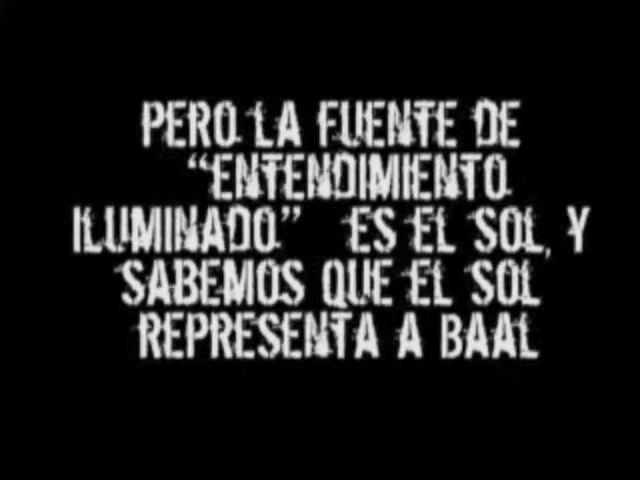 PERO LA FUENTE DE
"ENTENDIMIENTO
ILUMINADO" ES EL SOL, Y
SABEMOS QUE EL SOL
REPRESENTA A BAAL